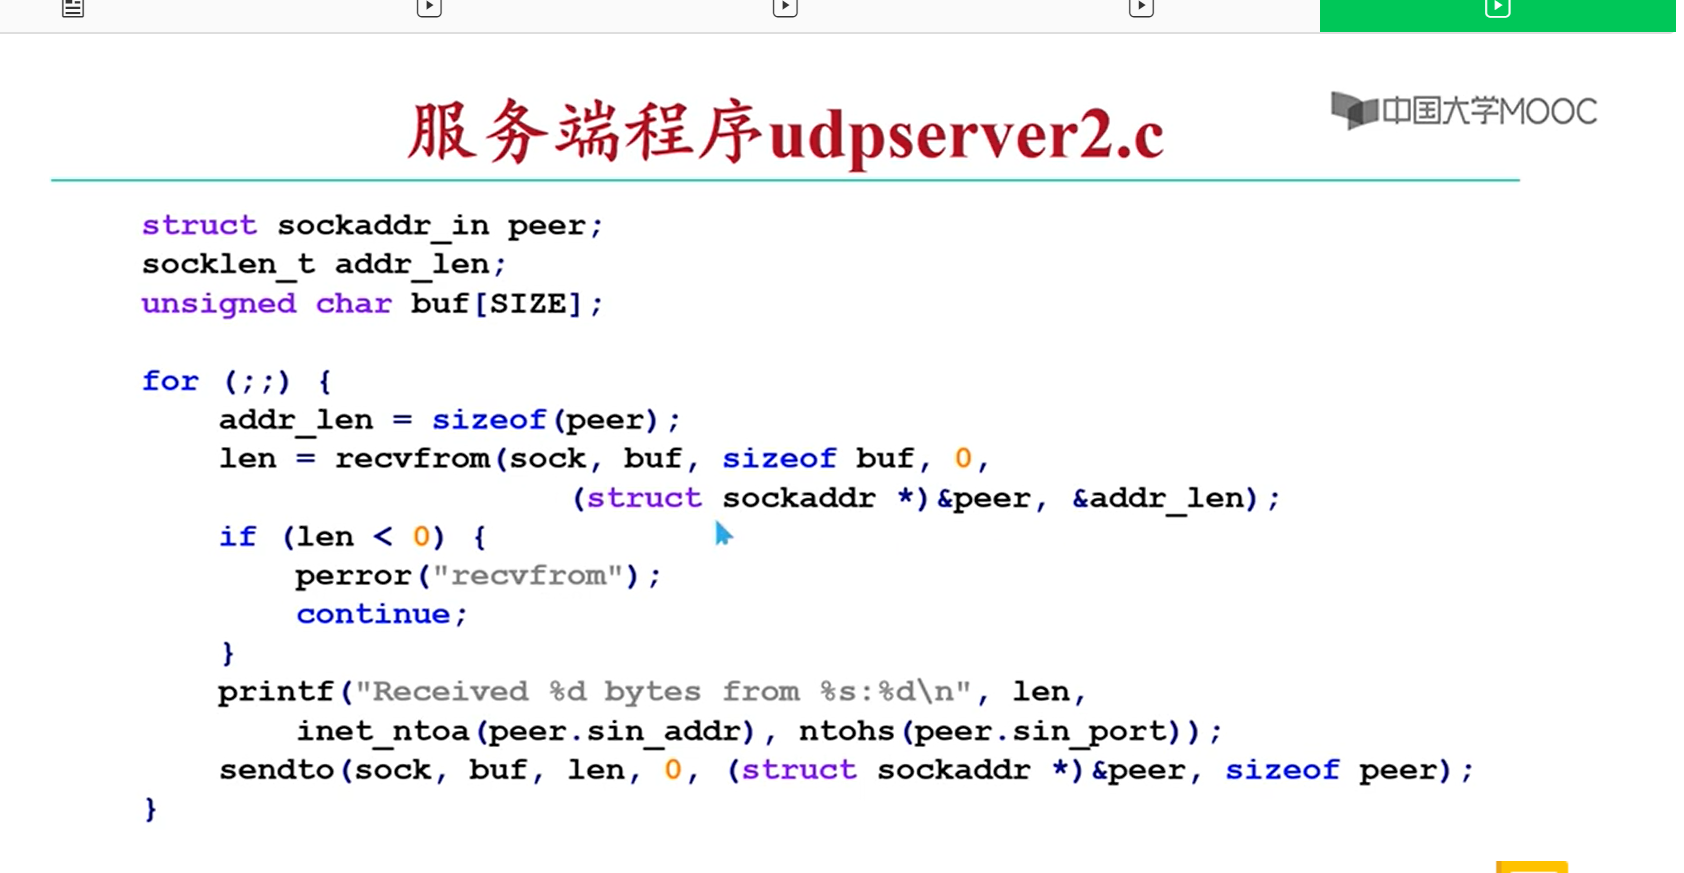 服务端程序udpserver2.c
中国大学MOOC
struct sockaddr_in peer;
socklen_t addr_len;
unsigned char buf[SIZE];
for (;;) {
addr_len = sizeof(peer);
len = recvfrom(sock, buf, sizeof buf, 0,
(struct sockaddr *)&peer, &addr_len);
if (len < 0) {
perror("recvfrom");
continue;
}
printf("Received %d bytes from %s:%d\n", len,
inet_ntoa(peer.sin_addr), ntohs(peer.sin_port));
sendto(sock, buf, len, 0, (struct sockaddr *)&peer, sizeof peer);
}